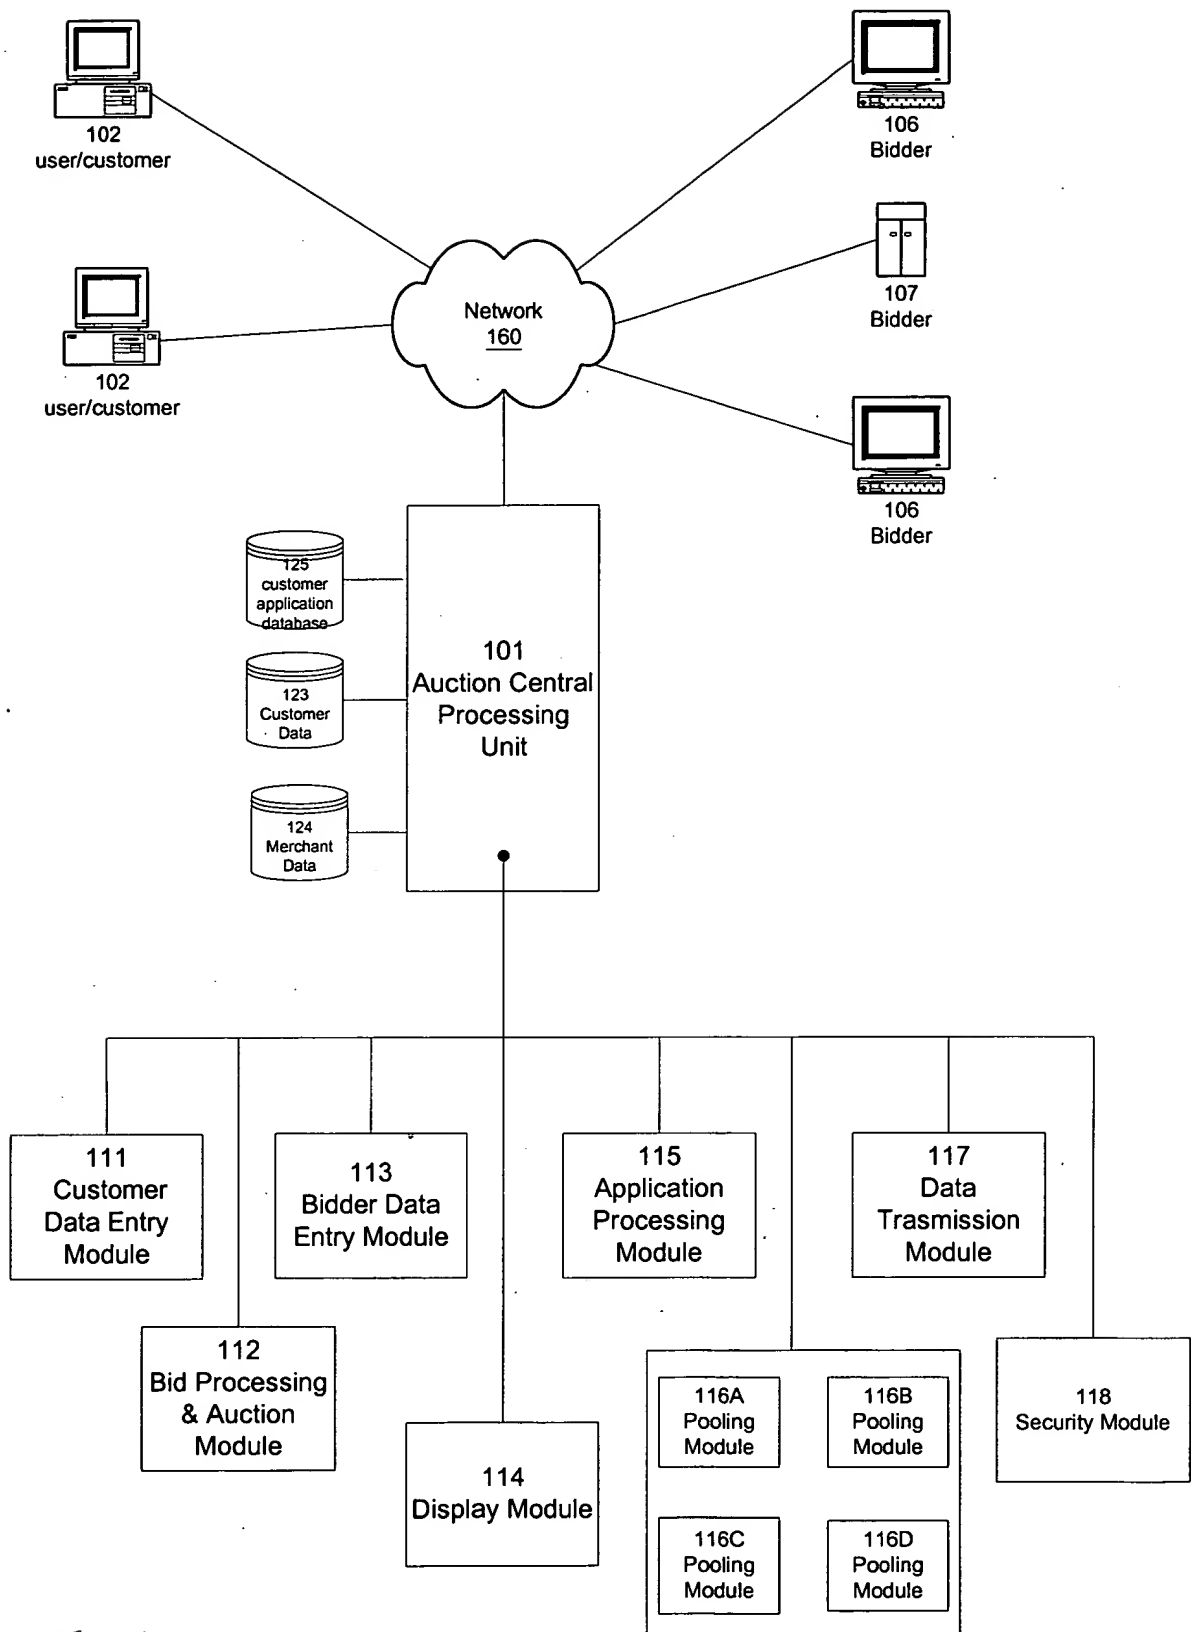 102
user/customer
106
Bidder
107
Bidder
102
user/customer
Network
160
106
Bidder
125
customer
application
database
123
Customer
Data
124
Merchant
Data
101
Auction Central
Processing
Unit
111
Customer
Data Entry
Module
113
Bidder Data
Entry Module
115
Application
Processing
Module
117
Data
Trasmission
Module
112
Bid Processing
& Auction
Module
114
Display Module
116A
Pooling
Module
116B
Pooling
Module
116C
Pooling
Module
116D
Pooling
Module
118
Security Module